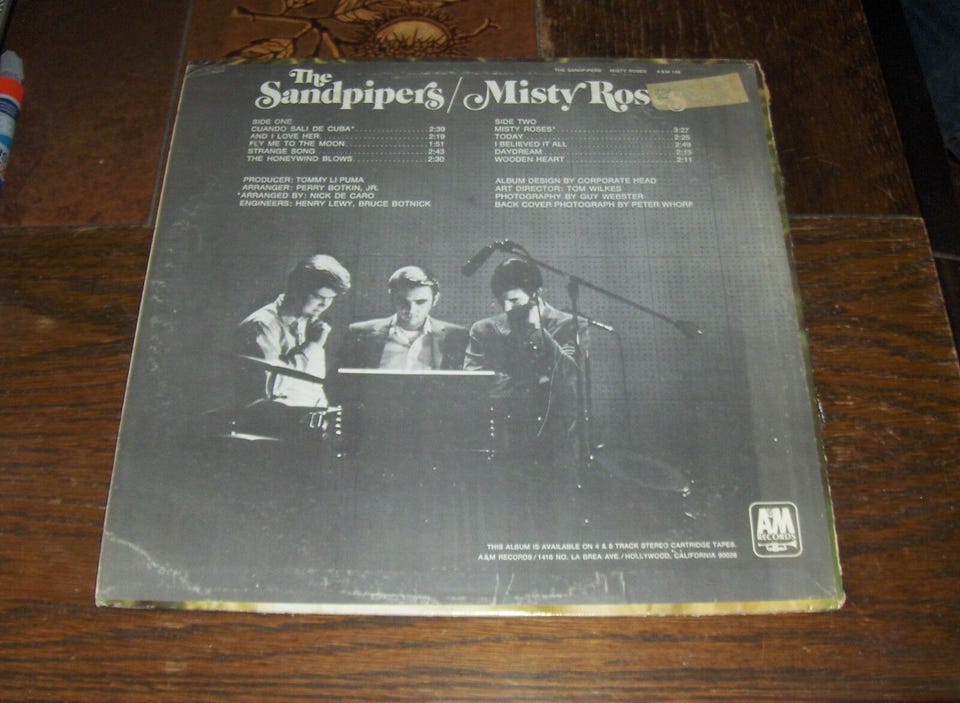 THE SANDPIPERS MISTY ROSES A&M 135
The
Sandpipers/Misty Roses
SIDE ONE
CUANDO SALI DE CUBA* 2:39
AND I LOVE HER 2:19
FLY ME TO THE MOON 1:51
STRANGE SONG 2:43
THE HONEYWIND BLOWS 2:30
SIDE TWO
MISTY ROSES* 3:27
TODAY 2:25
I BELIEVED IT ALL 2:49
DAYDREAM 2:15
WOODEN HEART 2:11
PRODUCER: TOMMY LI PUMA
ARRANGER: PERRY BOTKIN, JR.
*ARRANGED BY: NICK DE CARO
ENGINEERS: HENRY LEWY, BRUCE BOTNICK
ALBUM DESIGN BY CORPORATE HEAD
ART DIRECTOR: TOM WILKES
PHOTOGRAPHY BY GUY WEBSTER
BACK COVER PHOTOGRAPH BY PETER WHORF
A&M
RECORDS
THIS ALBUM IS AVAILABLE ON 4 & 8 TRACK STEREO CARTRIDGE TAPES.
A&M RECORDS/1416 NO. LA BREA AVE./HOLLYWOOD, CALIFORNIA 90028